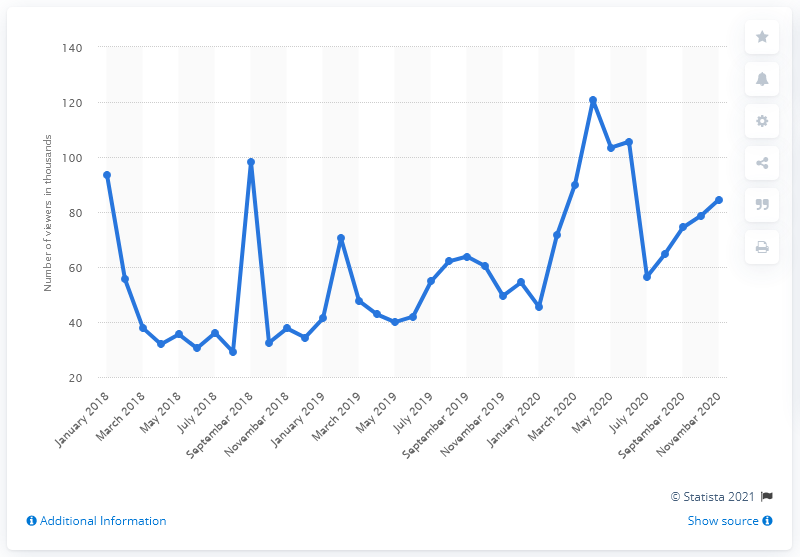 140
120
100
80
60
40
20
Number of viewers in thousands
January 2018
March 2018
May 2018
July 2018
September 2018
November 2018
January 2019
March 2019
May 2019
July 2019
September 2019
November 2019
January 2020
March 2020
May 2020
July 2020
September 2020
November 2020
© Statista 2021
Additional Information
Show source